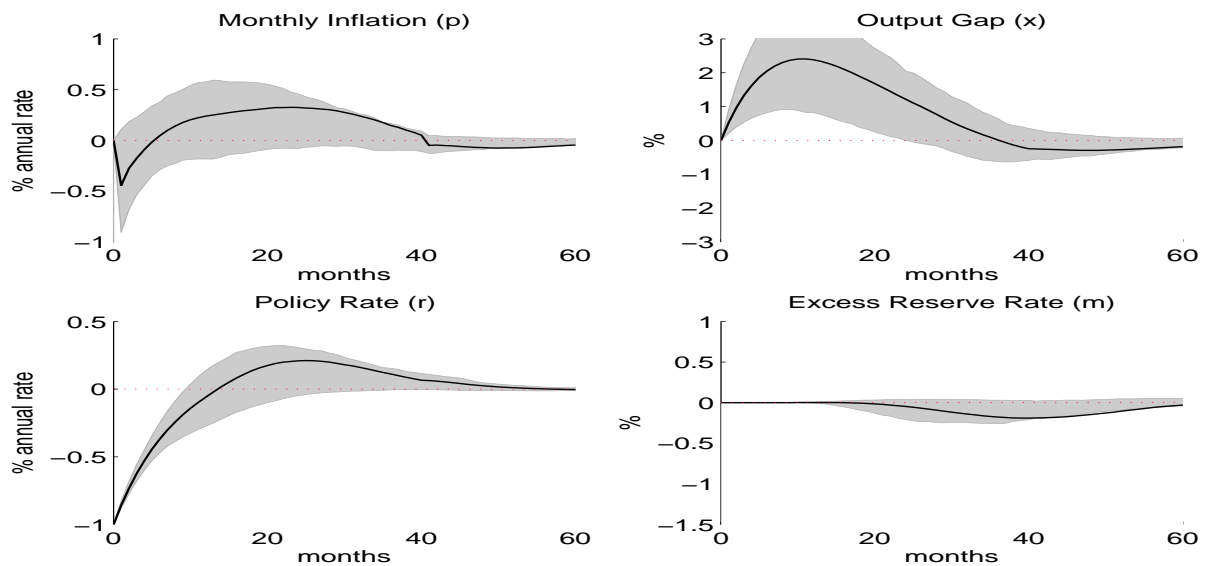 Monthly Inflation (p)
% annual rate
1
0.5
0
−0.5
−1
0 20 40 60
months
Output Gap (x)
%
3
2
1
0
−1
−2
−3
0 20 40 60
months
Policy Rate (r)
% annual rate
0.5
0
−0.5
−1
0 20 40 60
months
Excess Reserve Rate (m)
%
1
0.5
0
−0.5
−1
−1.5
0 20 40 60
months